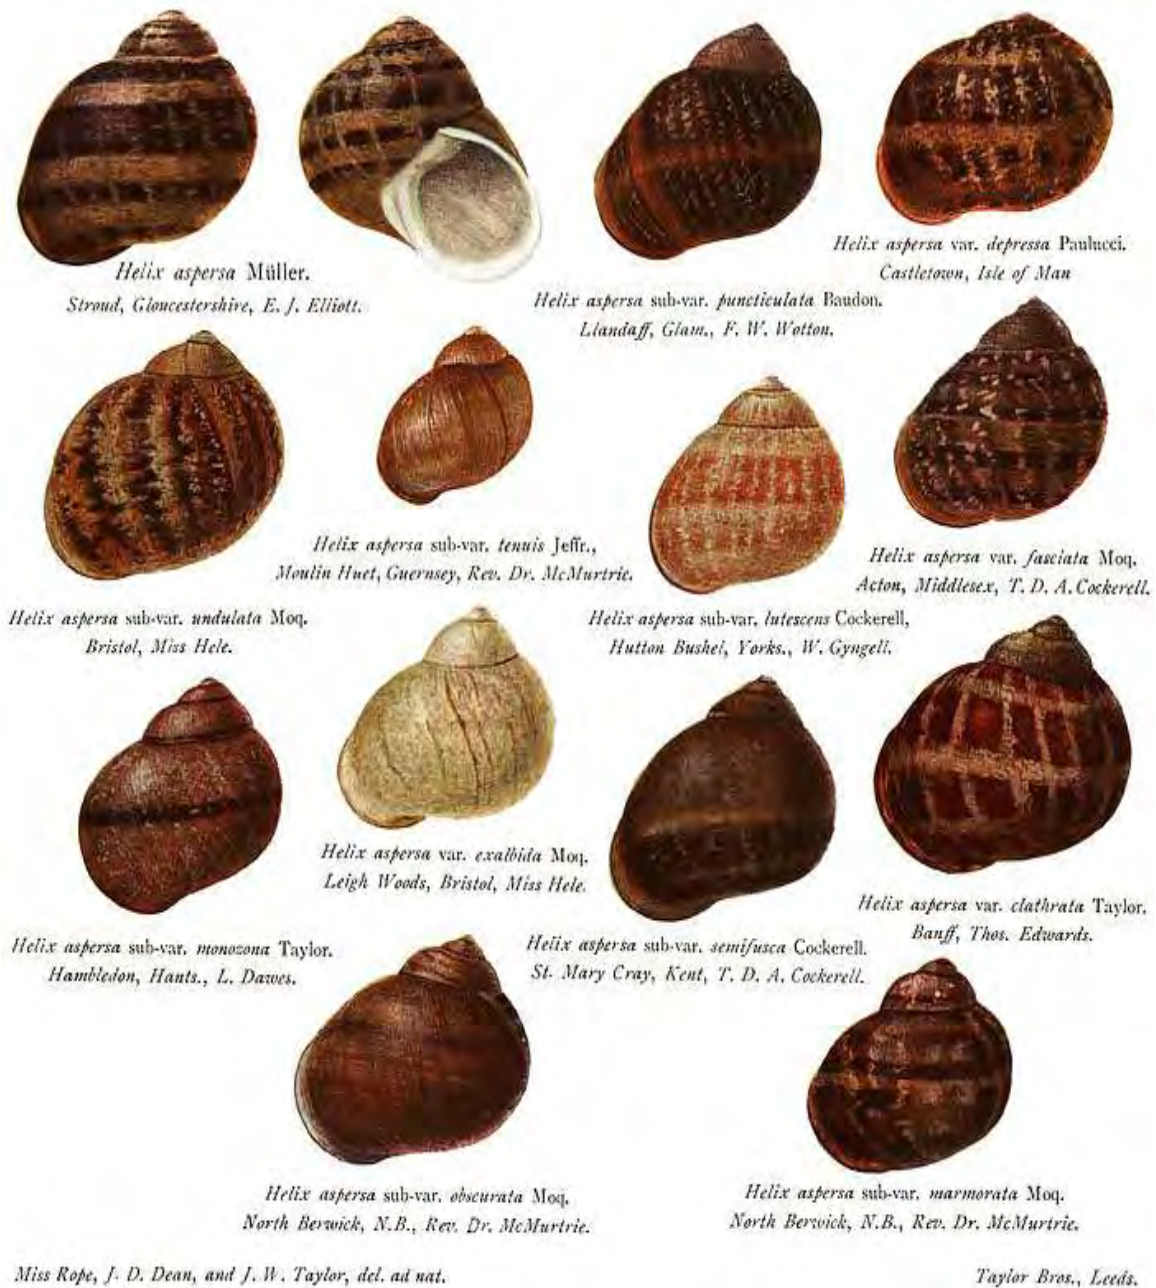 Helix aspersa Müller.
Stroud, Gloucestershire, E. J. Elliott.
Helix aspersa sub-var. puncticulata Baudon.
Llandaff, Glam., F. W. Wotton.
Helix aspersa var. depressa Paulucci.
Castletown, Isle of Man
Helix aspersa sub-var. undulata Moq.
Bristol, Miss Hele.
Helix aspersa sub-var. tenuis Jeffr.,
Moulin Huet, Guernsey, Rev. Dr. McMurtrie.
Helix aspersa sub-var. lutescens Cockerell,
Hutton Bushel, Yorks., W. Gyngell.
Helix aspersa var. fasciata Moq.
Acton, Middlesex, T. D. A. Cockerell.
Helix aspersa sub-var. monozona Taylor.
Hambledon, Hants., L. Dawes.
Helix aspersa var. exalbida Moq.
Leigh Woods, Bristol, Miss Hele.
Helix aspersa sub-var. semifusca Cockerell.
St. Mary Cray, Kent, T. D. A. Cockerell.
Helix aspersa var. clathrata Taylor.
Banff, Thos. Edwards.
Helix aspersa sub-var. obscurata Moq.
North Berwick, N.B., Rev. Dr. McMurtrie.
Helix aspersa sub-var. marmorata Moq.
North Berwick, N.B., Rev. Dr. McMurtrie.
Miss Rope, J. D. Dean, and J. W. Taylor, del. ad nat.
Taylor Bros., Leeds.